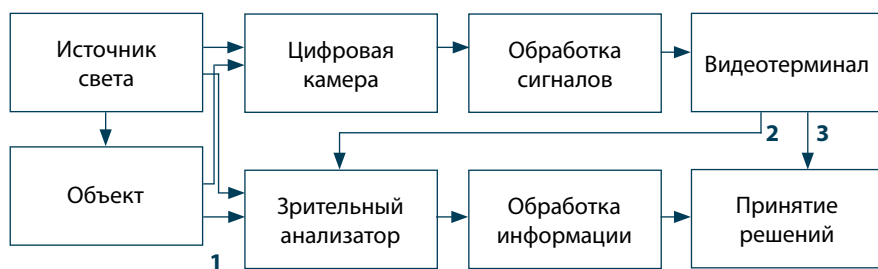 Источник
света
Цифровая
камера
Обработка
сигналов
Видеотерминал
2
3
Объект
Зрительный
анализатор
Обработка
информации
Принятие
решений
1